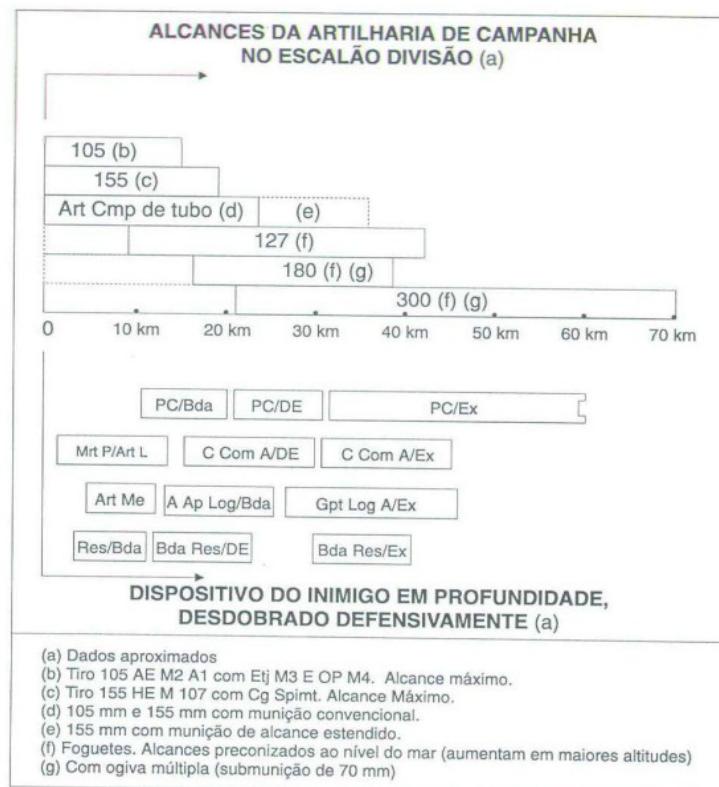 ALCANCES DA ARTILHARIA DE CAMPANHA
NO ESCALÃO DIVISÃO (a)
105 (b)
155 (c)
Art Cmp de tubo (d)
(e)
127 (f)
180 (f) (g)
300 (f) (g)
0 10 km 20 km 30 km 40 km 50 km 60 km 70 km
PC/Bda PC/DE PC/Ex
Mrt P/Art L C Com A/DE C Com A/Ex
Art Me A Ap Log/Bda Gpt Log A/Ex
Res/Bda Bda Res/DE Bda Res/Ex
DISPOSITIVO DO INIMIGO EM PROFUNDIDADE,
DESDOBRADO DEFENSIVAMENTE (a)
(a) Dados aproximados
(b) Tiro 105 AE M2 A1 com Etj M3 E OP M4. Alcance máximo.
(c) Tiro 155 HE M 107 com Cg Spimt. Alcance Máximo.
(d) 105 mm e 155 mm com munição convencional.
(e) 155 mm com munição de alcance estendido.
(f) Foguetes. Alcances preconizados ao nível do mar (aumentam em maiores altitudes)
(g) Com ogiva múltipla (submunição de 70 mm)